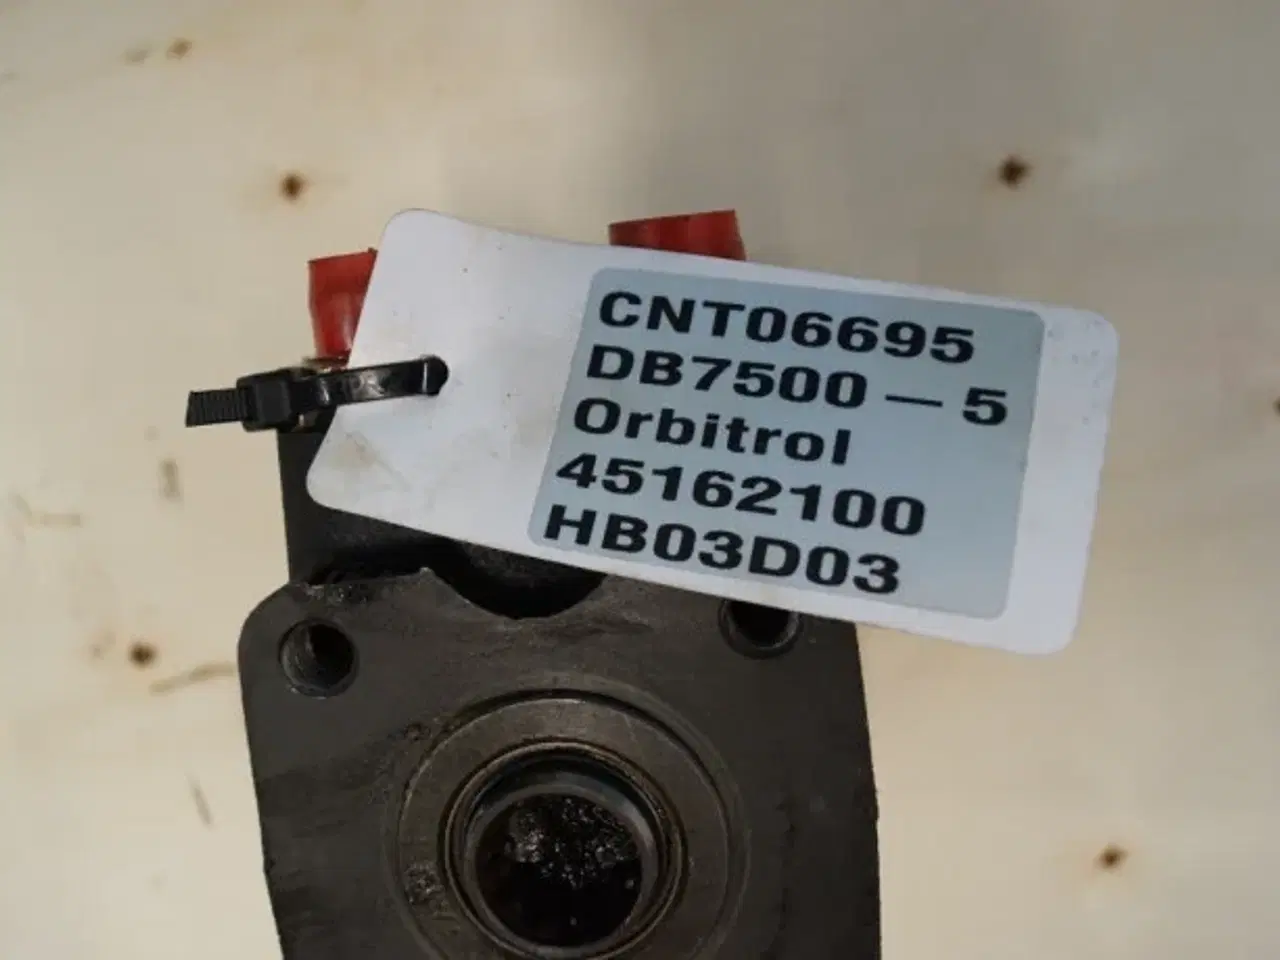 CNT06695
DB7500 – 5
Orbitrol
45162100
HB03D03